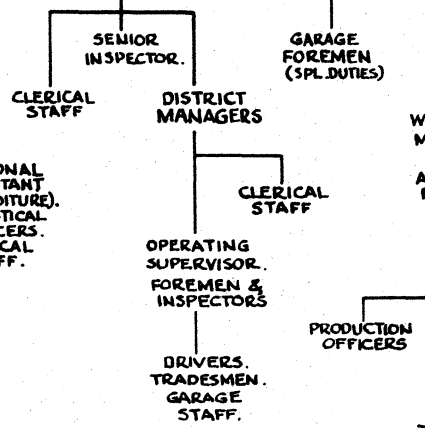 SENIOR
INSPECTOR.
GARAGE
FOREMEN
(SPL. DUTIES)
CLERICAL
STAFF
DISTRICT
MANAGERS
CLERICAL
STAFF
OPERATING
SUPERVISOR.
FOREMEN &
INSPECTORS
PRODUCTION
OFFICERS
DRIVERS.
TRADESMEN.
GARAGE
STAFF.